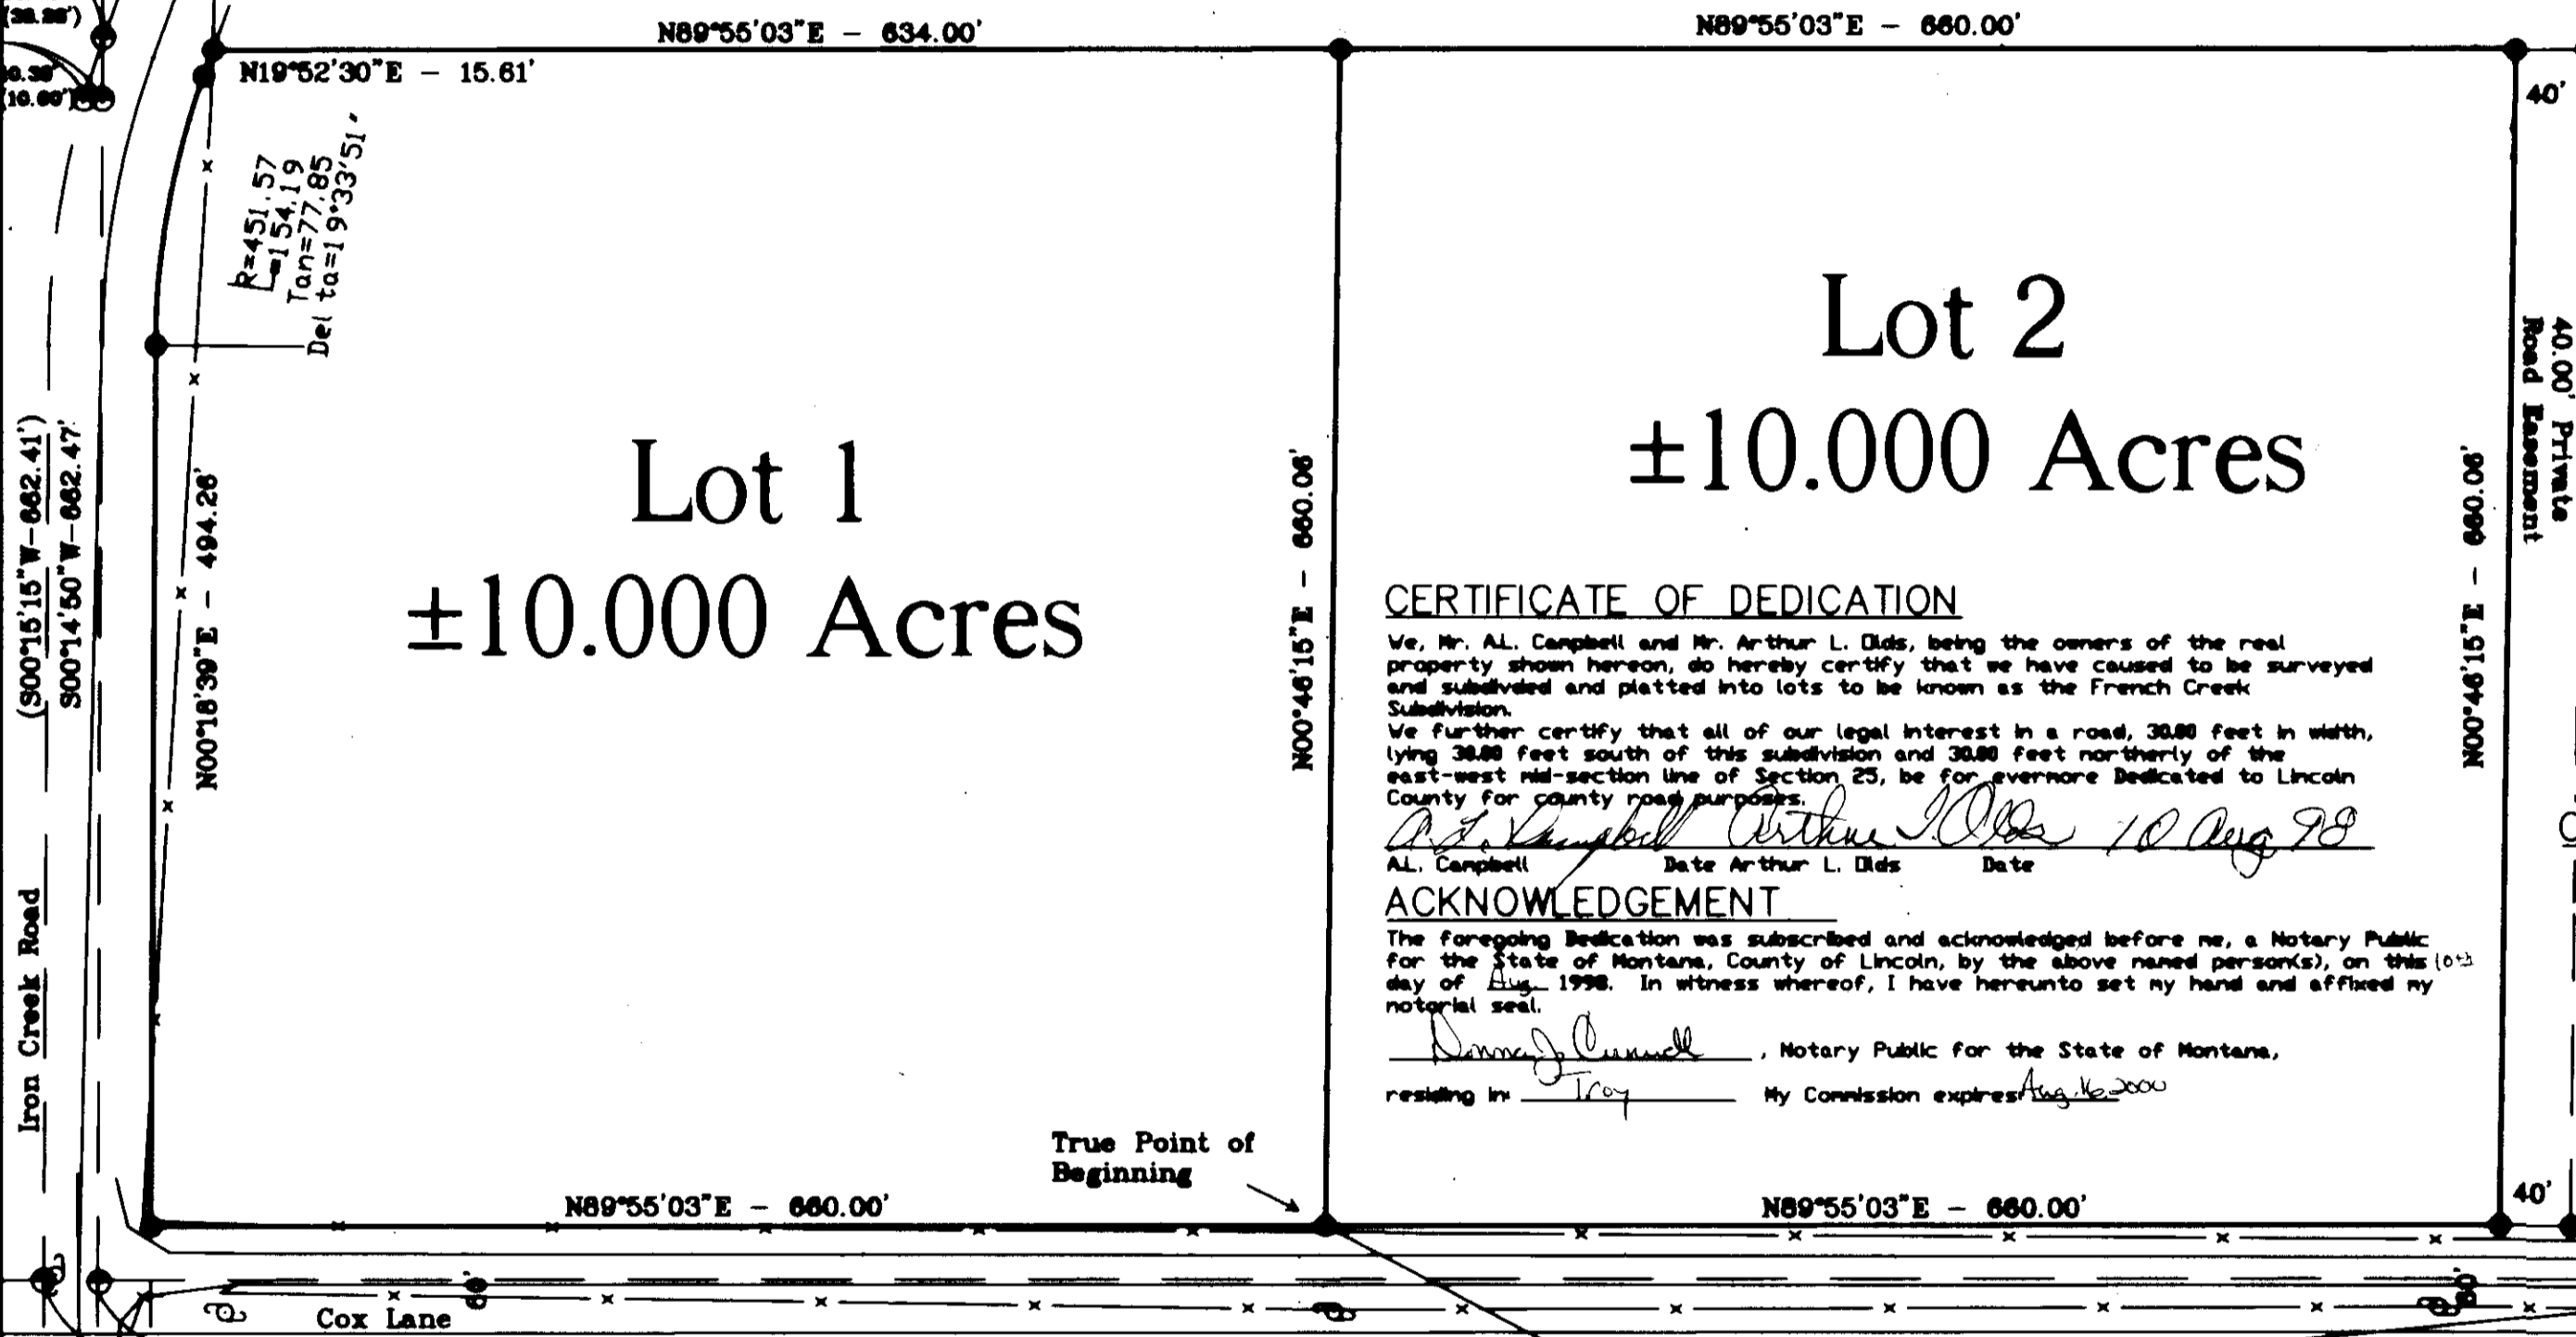 N89°55'03"E - 634.00'
N89°55'03"E - 660.00'
N19°52'30"E - 15.61'
(10.60')
40'
R=451.57
L=154.19
Tan=77.85
Delta=19°33'51"
Lot 1
±10.000 Acres
Lot 2
±10.000 Acres
40.00' Private
Road Easement
(S00°15'15"W-662.41')
S00°14'50"W-662.47'
N00°18'39"E - 494.26'
N00°46'15"E - 660.06'
N00°46'15"E - 660.06'
Iron Creek Road
CERTIFICATE OF DEDICATION
We, Mr. A.L. Campbell and Mr. Arthur L. Olds, being the owners of the real
property shown hereon, do hereby certify that we have caused to be surveyed
and subdivded and platted into lots to be known as the French Creek
Subdivision.
We further certify that all of our legal interest in a road, 30.00 feet in width,
lying 30.00 feet south of this subdivision and 30.00 feet northerly of the
east-west mid-section line of Section 25, be for evermore Dedicated to Lincoln
County for county road purposes.
A.L. Campbell Arthur L. Olds 10 Aug 98
A.L. Campbell Date Arthur L. Olds Date
ACKNOWLEDGEMENT
The foregoing Dedication was subscribed and acknowledged before me, a Notary Public
for the State of Montana, County of Lincoln, by the above named person(s), on this 10th
day of Aug. 1998. In witness whereof, I have hereunto set my hand and affixed my
notorial seal.
, Notary Public for the State of Montana,
residing in: Troy My Commission expires Aug. 16, 2000
True Point of
Beginning
N89°55'03"E - 660.00'
N89°55'03"E - 660.00'
40'
60'
60'
Cox Lane